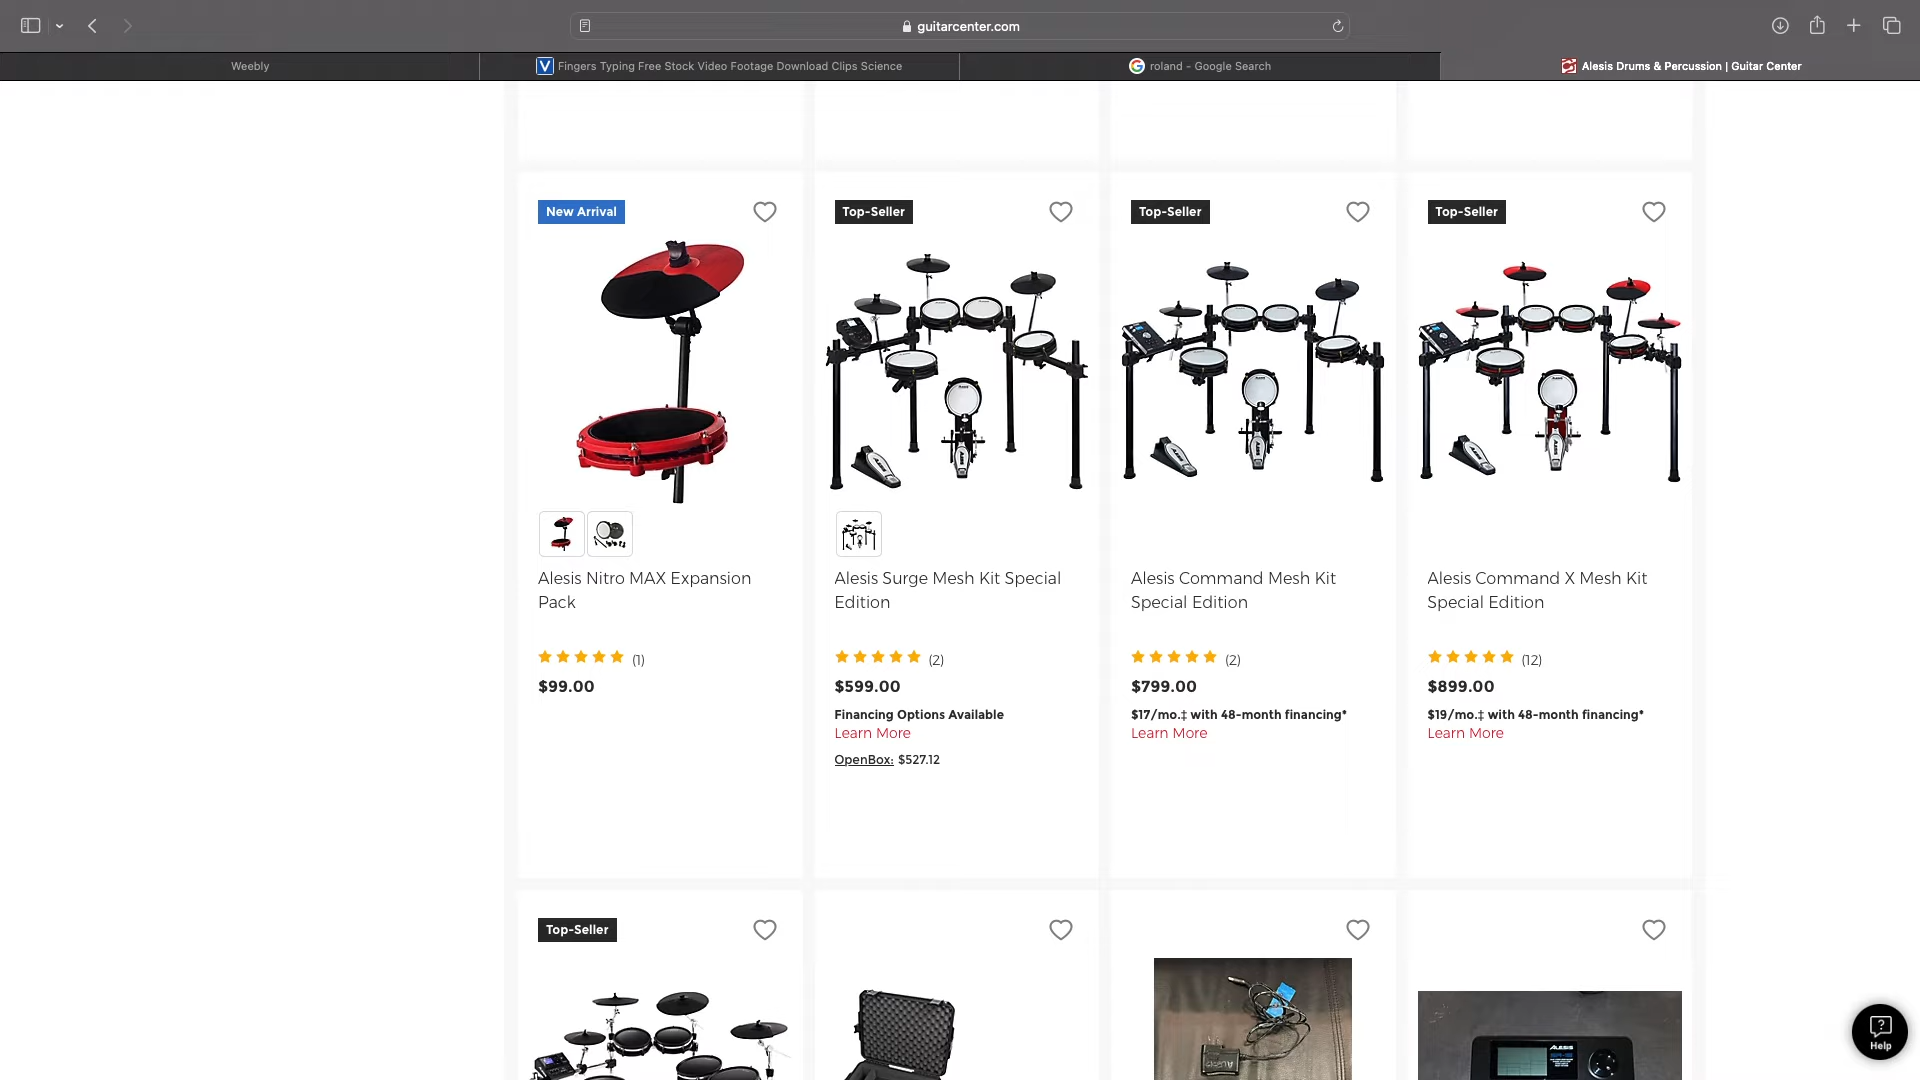 guitarcenter.com
Weebly
Fingers Typing Free Stock Video Footage Download Clips Science
roland - Google Search
Alesis Drums & Percussion | Guitar Center
New Arrival
Top-Seller
Top-Seller
Top-Seller
Alesis Nitro MAX Expansion
Pack
(1)
$99.00
Alesis Surge Mesh Kit Special
Edition
(2)
$599.00
Financing Options Available
Learn More
OpenBox: $527.12
Alesis Command Mesh Kit
Special Edition
(2)
$799.00
$17/mo.‡ with 48-month financing*
Learn More
Alesis Command X Mesh Kit
Special Edition
(12)
$899.00
$19/mo.‡ with 48-month financing*
Learn More
Top-Seller
ALESIS
Help